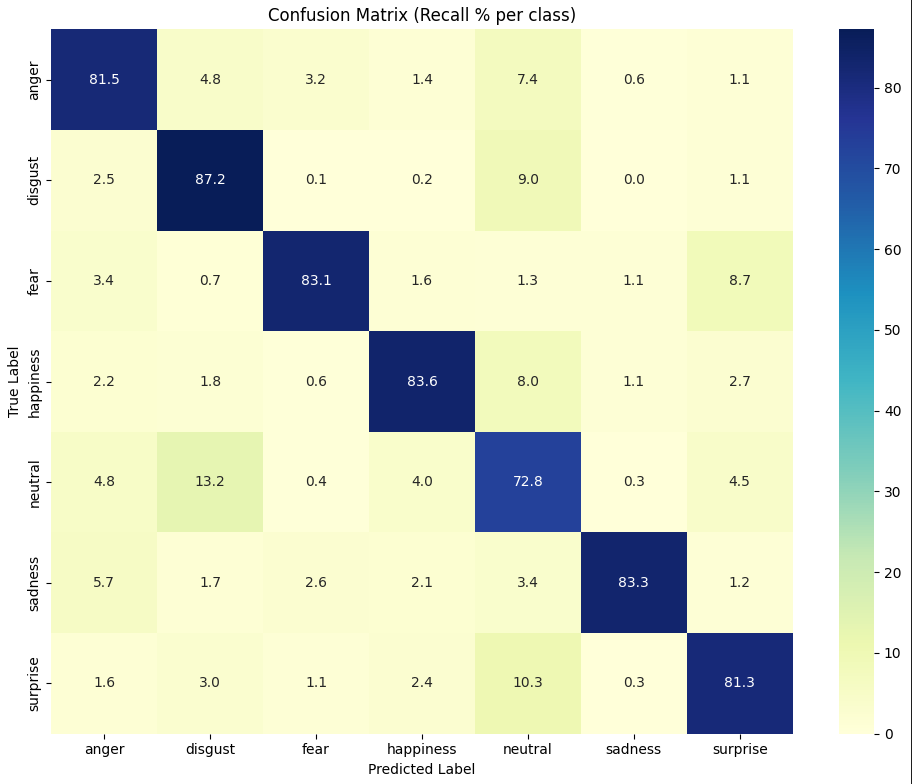 Confusion Matrix (Recall % per class)
anger 81.5 4.8 3.2 1.4 7.4 0.6 1.1
disgust 2.5 87.2 0.1 0.2 9.0 0.0 1.1
fear 3.4 0.7 83.1 1.6 1.3 1.1 8.7
happiness 2.2 1.8 0.6 83.6 8.0 1.1 2.7
neutral 4.8 13.2 0.4 4.0 72.8 0.3 4.5
sadness 5.7 1.7 2.6 2.1 3.4 83.3 1.2
surprise 1.6 3.0 1.1 2.4 10.3 0.3 81.3
anger disgust fear happiness neutral sadness surprise
Predicted Label
True Label
80
70
60
50
40
30
20
10
0